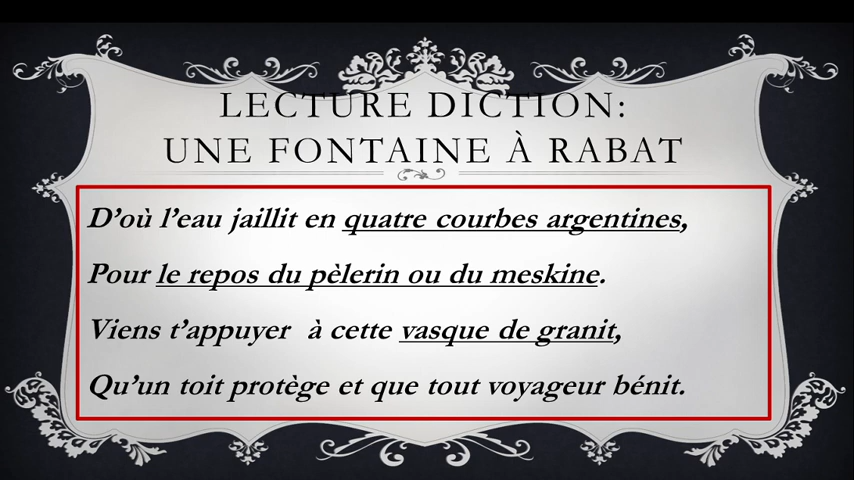 LECTURE DICTION:
UNE FONTAINE À RABAT
D'où l'eau jaillit en quatre courbes argentines,
Pour le repos du pèlerin ou du meskine.
Viens t'appuyer à cette vasque de granit,
Qu'un toit protège et que tout voyageur bénit.